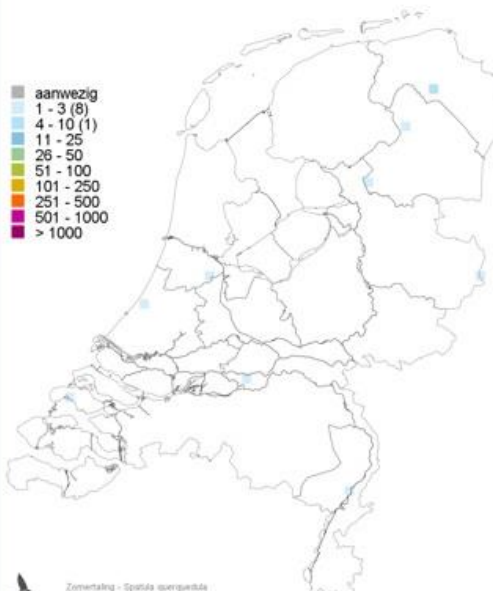 aanwezig
1 - 3 (8)
4 - 10 (1)
11 - 25
26 - 50
51 - 100
101 - 250
251 - 500
501 - 1000
> 1000
Zomertaling - Spatula querquedula